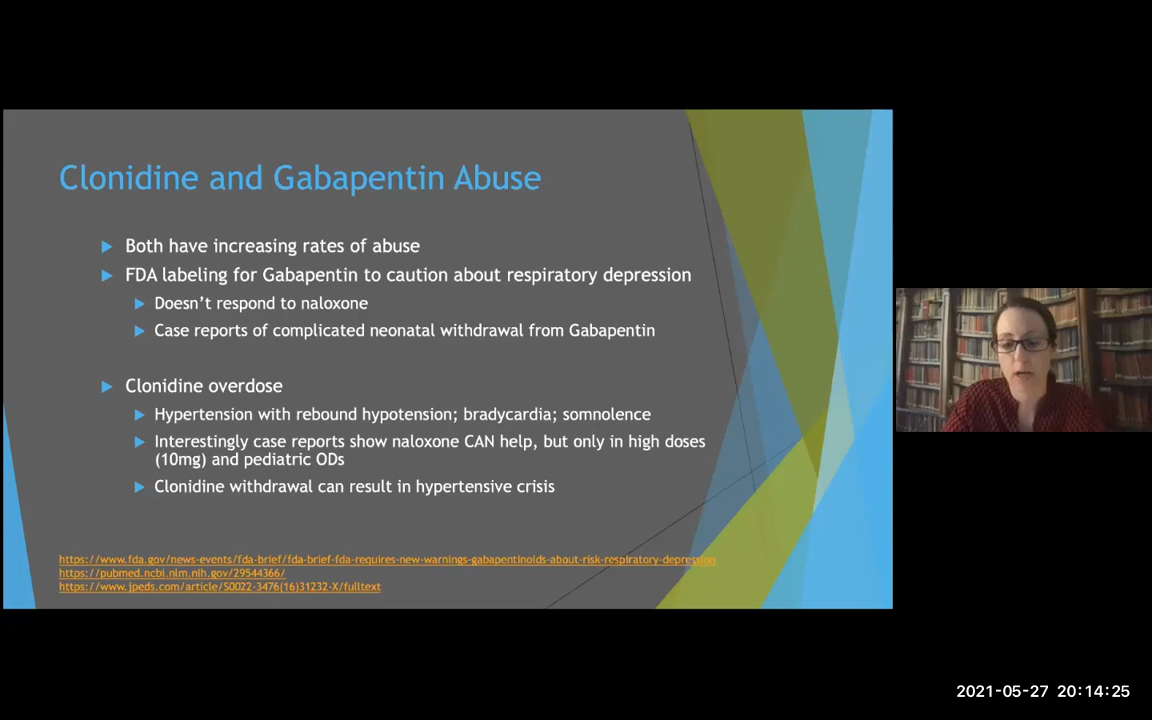 Clonidine and Gabapentin Abuse
Both have increasing rates of abuse
FDA labeling for Gabapentin to caution about respiratory depression
Doesn't respond to naloxone
Case reports of complicated neonatal withdrawal from Gabapentin
Clonidine overdose
Hypertension with rebound hypotension; bradycardia; somnolence
Interestingly case reports show naloxone CAN help, but only in high doses
(10mg) and pediatric ODs
Clonidine withdrawal can result in hypertensive crisis
https://www.fda.gov/news-events/fda-brief/fda-brief-fda-requires-new-warnings-gabapentinoids-about-risk-respiratory-depression
https://pubmed.ncbi.nlm.nih.gov/29544366/
https://www.jpeds.com/article/S0022-3476(16)31232-X/fulltext
2021-05-27 20:14:25